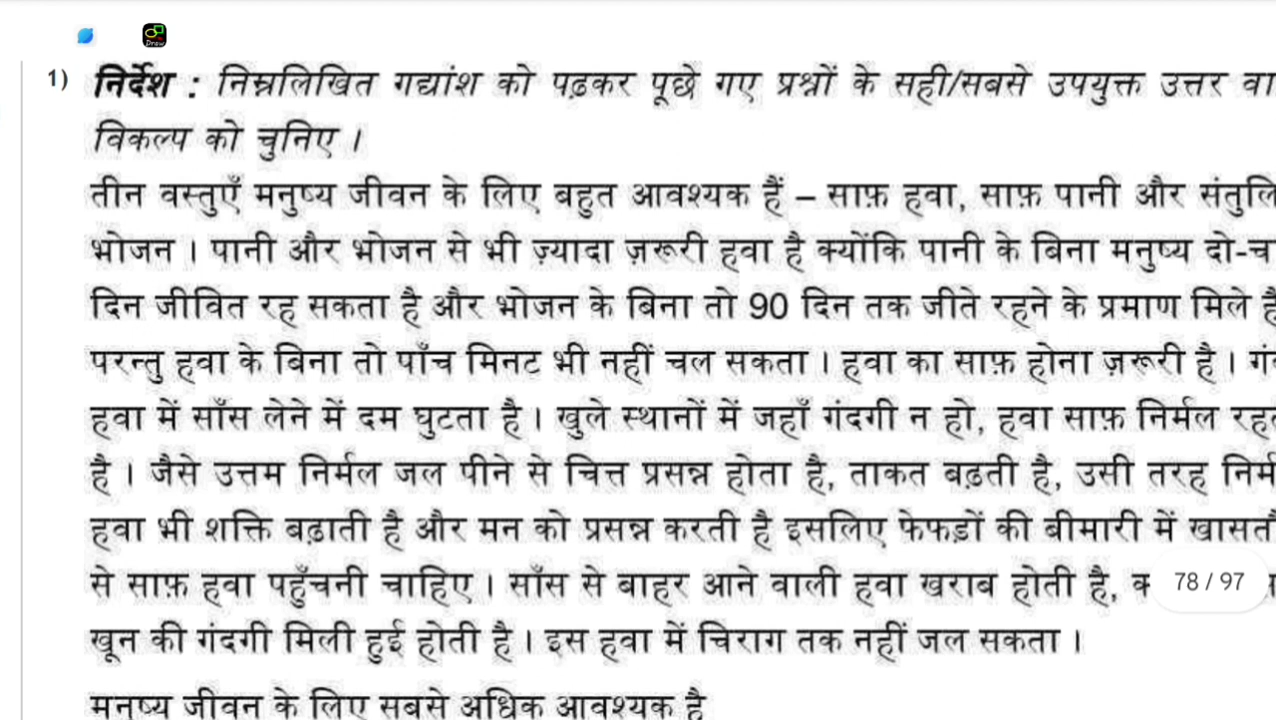 Draw
1) निर्देश : निम्नलिखित गद्यांश को पढ़कर पूछे गए प्रश्नों के सही/सबसे उपयुक्त उत्तर वा
विकल्प को चुनिए ।
तीन वस्तुएँ मनुष्य जीवन के लिए बहुत आवश्यक हैं – साफ़ हवा, साफ़ पानी और संतुलि
भोजन । पानी और भोजन से भी ज़्यादा ज़रूरी हवा है क्योंकि पानी के बिना मनुष्य दो-च
दिन जीवित रह सकता है और भोजन के बिना तो 90 दिन तक जीते रहने के प्रमाण मिले है
परन्तु हवा के बिना तो पाँच मिनट भी नहीं चल सकता । हवा का साफ़ होना ज़रूरी है । गं
हवा में साँस लेने में दम घुटता है । खुले स्थानों में जहाँ गंदगी न हो, हवा साफ़ निर्मल रहत
है । जैसे उत्तम निर्मल जल पीने से चित्त प्रसन्न होता है, ताकत बढ़ती है, उसी तरह निर्म
हवा भी शक्ति बढ़ाती है और मन को प्रसन्न करती है इसलिए फेफड़ों की बीमारी में खासतौ
से साफ़ हवा पहुँचनी चाहिए । साँस से बाहर आने वाली हवा खराब होती है, क 78 / 97
खून की गंदगी मिली हुई होती है । इस हवा में चिराग तक नहीं जल सकता ।
मनुष्य जीवन के लिए सबसे अधिक आवश्यक है